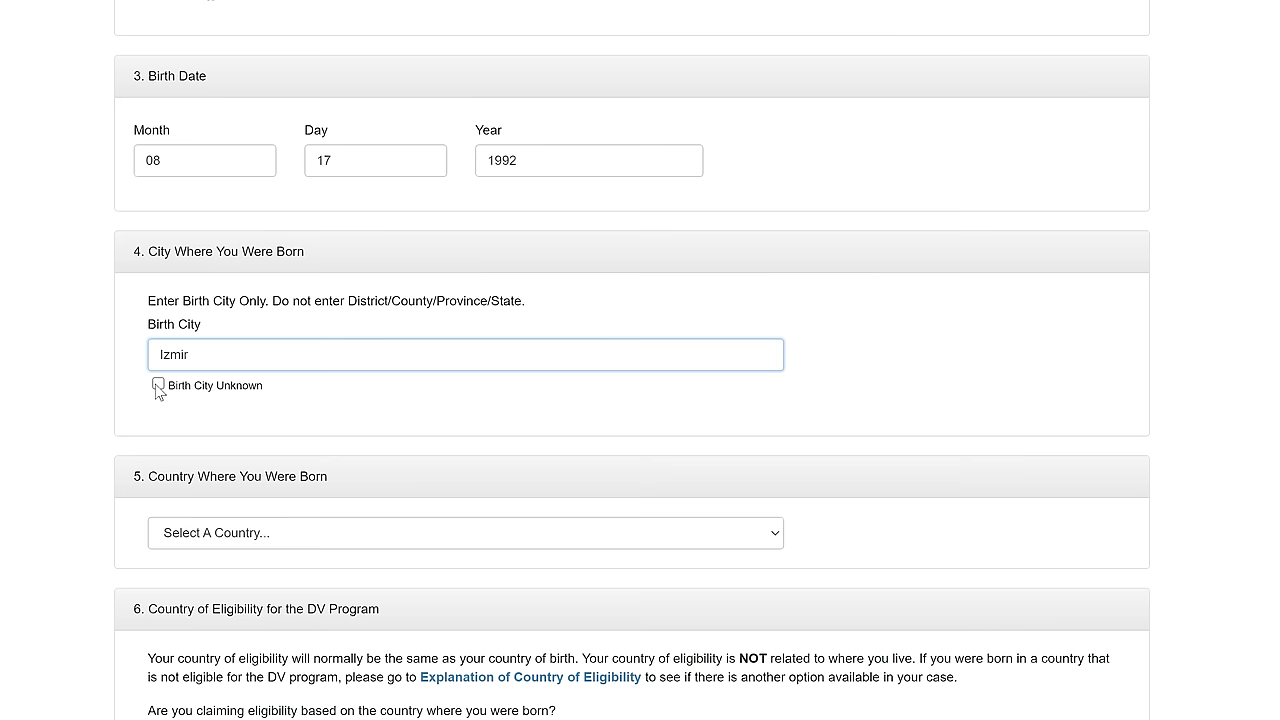 3. Birth Date
Month Day Year
08 17 1992
4. City Where You Were Born
Enter Birth City Only. Do not enter District/County/Province/State.
Birth City
Izmir
Birth City Unknown
5. Country Where You Were Born
Select A Country...
6. Country of Eligibility for the DV Program
Your country of eligibility will normally be the same as your country of birth. Your country of eligibility is NOT related to where you live. If you were born in a country that
is not eligible for the DV program, please go to Explanation of Country of Eligibility to see if there is another option available in your case.
Are you claiming eligibility based on the country where you were born?